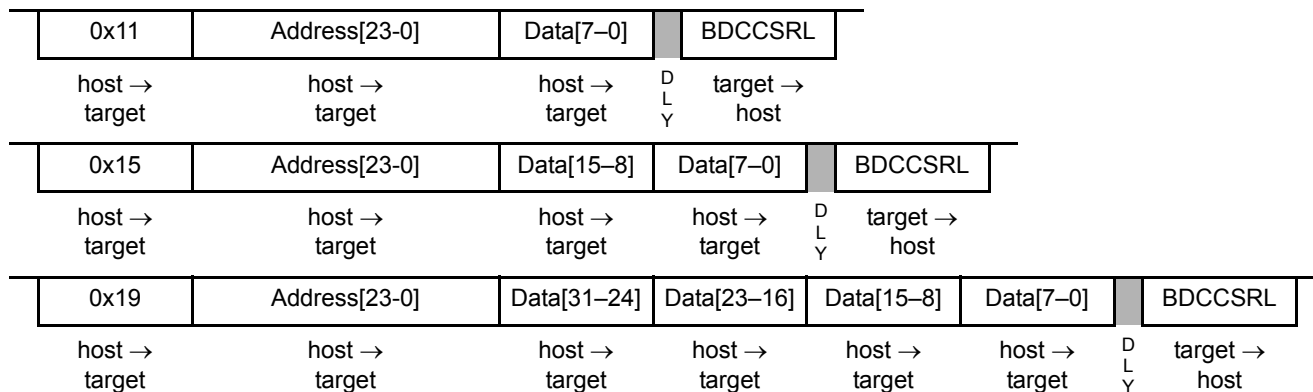 0x11 Address[23-0] Data[7–0] BDCCSRL
host → host → host → D target →
target target target L host
Y
0x15 Address[23-0] Data[15–8] Data[7–0] BDCCSRL
host → host → host → host → D target →
target target target target L host
Y
0x19 Address[23-0] Data[31–24] Data[23–16] Data[15–8] Data[7–0] BDCCSRL
host → host → host → host → host → host → D target →
target target target target target target L host
Y